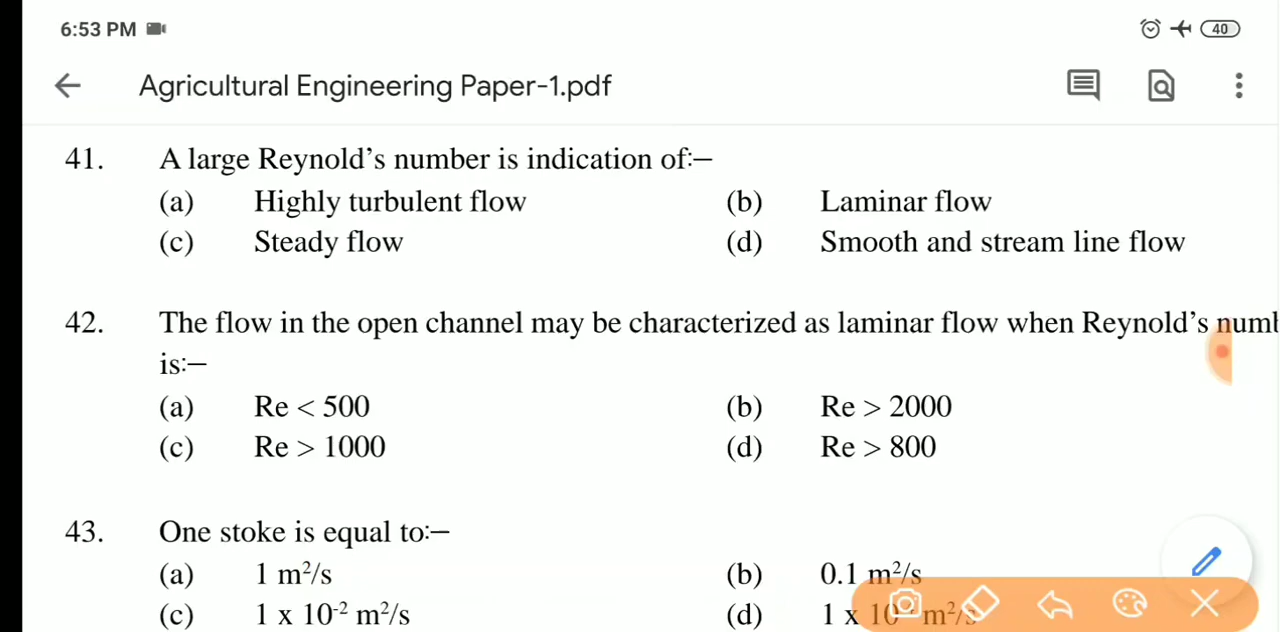 6:53 PM
40
Agricultural Engineering Paper-1.pdf
41. A large Reynold’s number is indication of:–
(a) Highly turbulent flow (b) Laminar flow
(c) Steady flow (d) Smooth and stream line flow
42. The flow in the open channel may be characterized as laminar flow when Reynold’s
is:–
(a) Re < 500 (b) Re > 2000
(c) Re > 1000 (d) Re > 800
43. One stoke is equal to:–
(a) 1 m²/s (b) 0.1 m²/s
(c) 1 x 10⁻² m²/s (d) 1 x